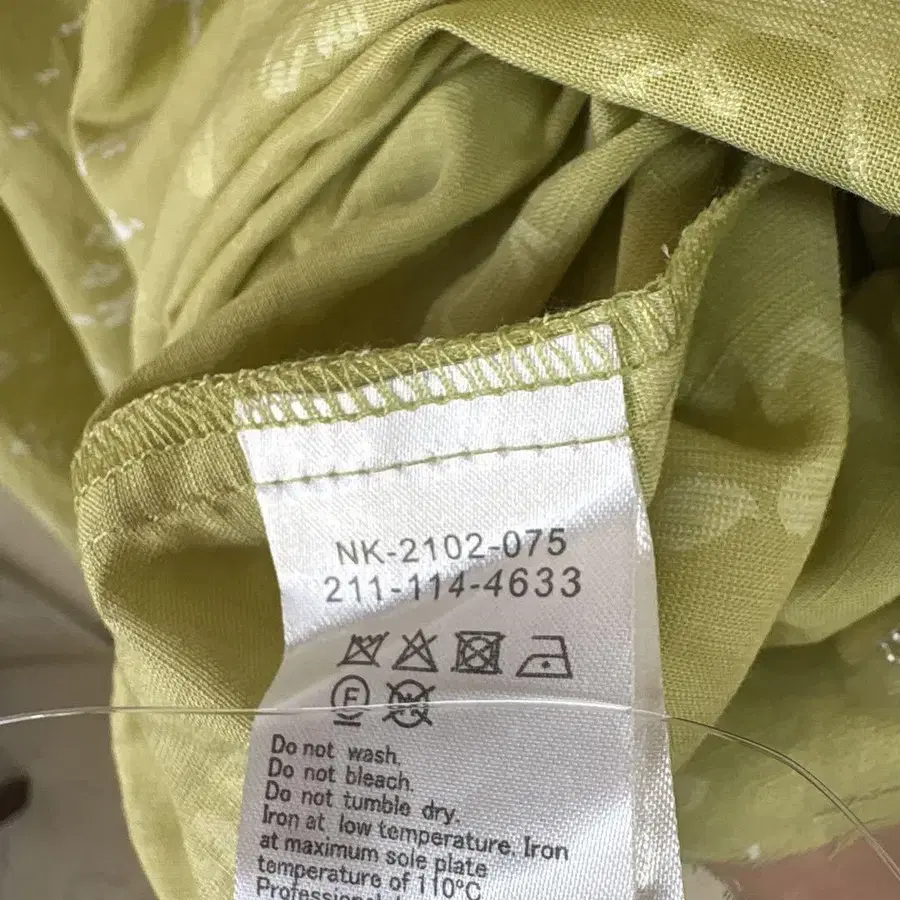 NK-2102-075
211-114-4633
F
Do not wash.
Do not bleach.
Do not tumble dry.
Iron at low temperature. Iron
at maximum sole plate
temperature of 110°C